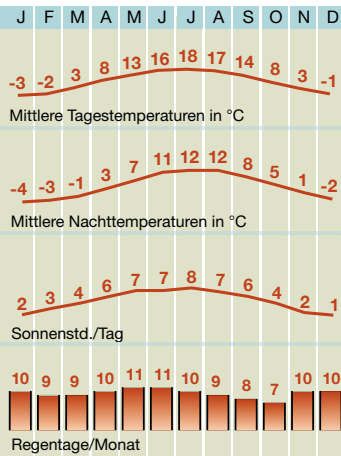 J F M A M J J A S O N D
-3 -2 3 8 13 16 18 17 14 8 3 -1
Mittlere Tagestemperaturen in °C
-4 -3 -1 3 7 11 12 12 8 5 1 -2
Mittlere Nachttemperaturen in °C
2 3 4 6 7 7 8 7 6 4 2 1
Sonnenstd./Tag
10 9 9 10 11 11 10 9 8 7 10 10
Regentage/Monat